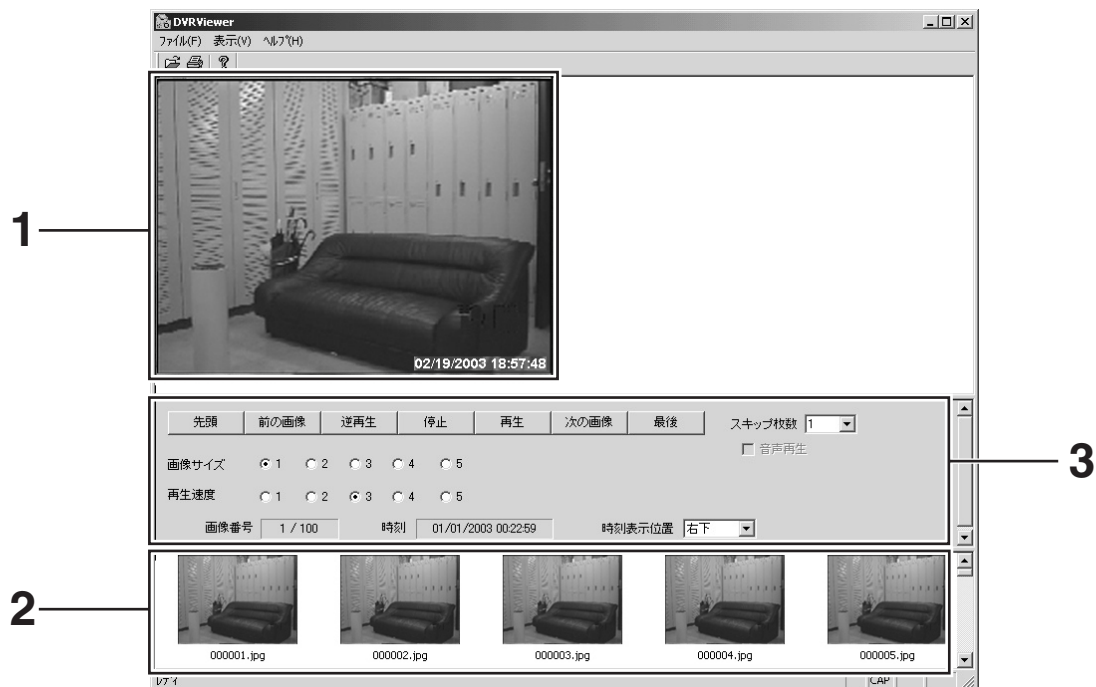 DVRViewer
ファイル(F) 表示(V) ヘルプ(H)
1
02/19/2003 18:57:48
先頭 前の画像 逆再生 停止 再生 次の画像 最後 スキップ枚数 1
音声再生
画像サイズ 1 2 3 4 5
3
再生速度 1 2 3 4 5
画像番号 1 / 100 時刻 01/01/2003 00:22:59 時刻表示位置 右下
2
000001.jpg 000002.jpg 000003.jpg 000004.jpg 000005.jpg
レディ CAP